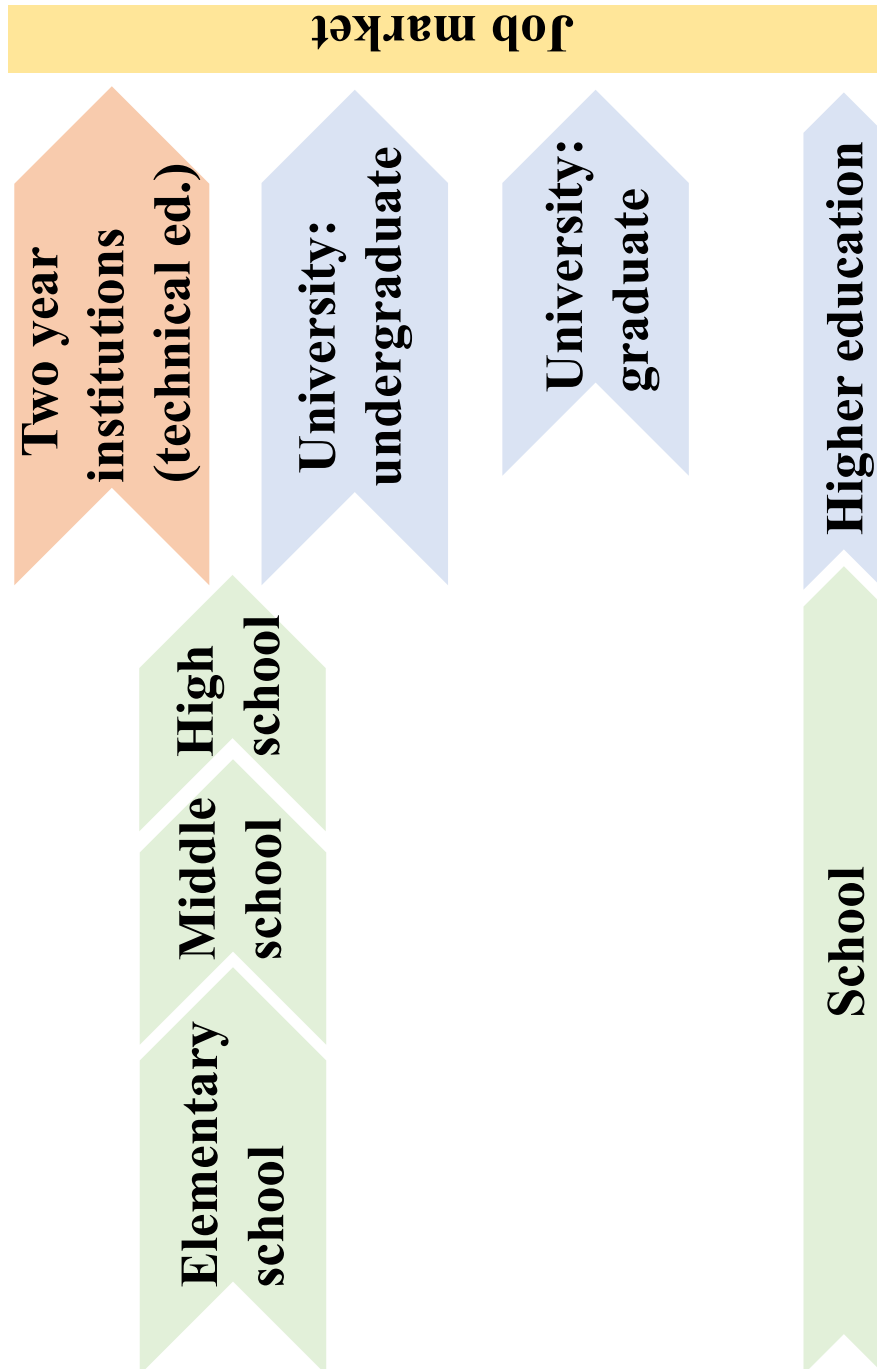 Elementary
school
Middle
school
High
school
Two year
institutions
(technical ed.)
University:
undergraduate
University:
graduate
Job market
School
Higher education